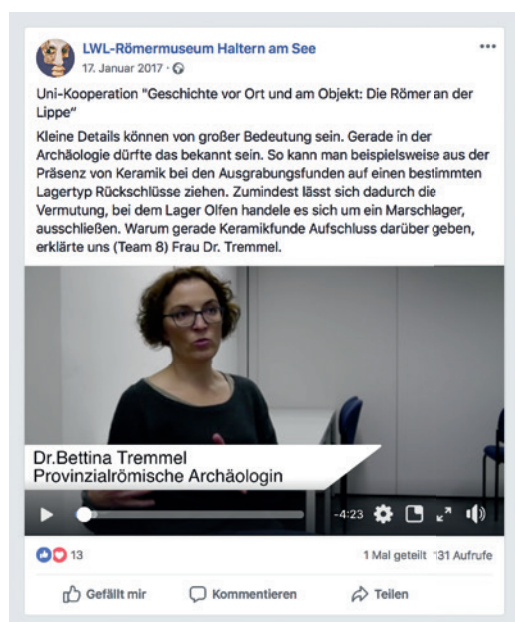 LWL-Römermuseum Haltern am See
17. Januar 2017 ·
Uni-Kooperation "Geschichte vor Ort und am Objekt: Die Römer an der
Lippe"
Kleine Details können von großer Bedeutung sein. Gerade in der
Archäologie dürfte das bekannt sein. So kann man beispielsweise aus der
Präsenz von Keramik bei den Ausgrabungsfunden auf einen bestimmten
Lagertyp Rückschlüsse ziehen. Zumindest lässt sich dadurch die
Vermutung, bei dem Lager Olfen handele es sich um ein Marschlager,
ausschließen. Warum gerade Keramikfunde Aufschluss darüber geben,
erklärte uns (Team 8) Frau Dr. Tremmel.
Dr.Bettina Tremmel
Provinzialrömische Archäologin
-4:23
13
1 Mal geteilt 131 Aufrufe
Gefällt mir Kommentieren Teilen